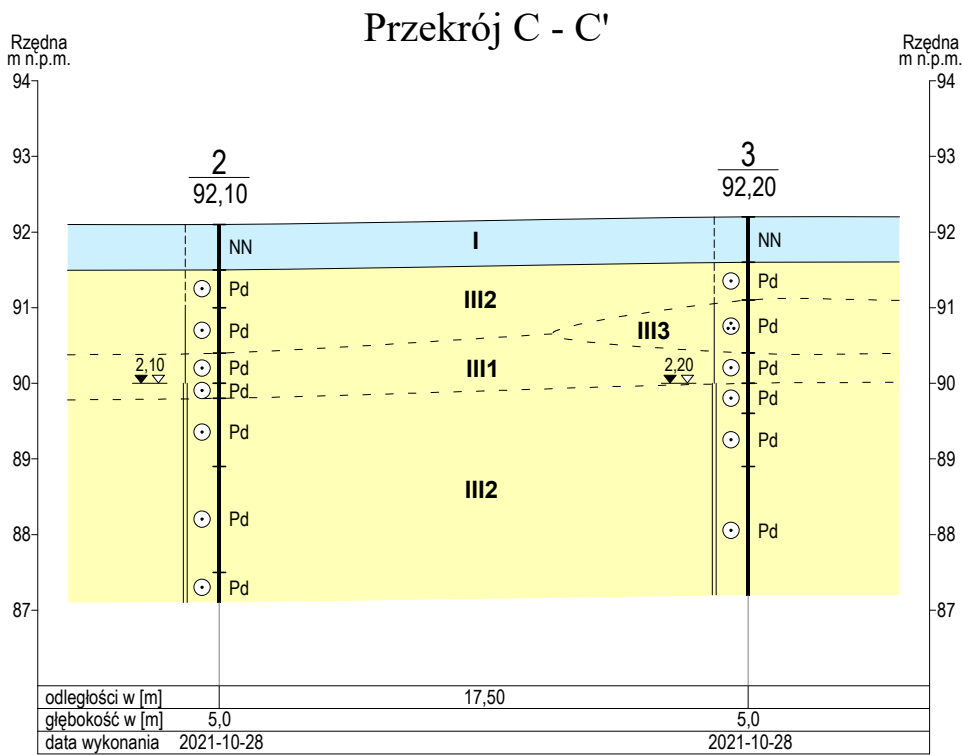 Przekrój C - C'
Rzędna
m n.p.m.
Rzędna
m n.p.m.
94
94
93
93
2
92,10
3
92,20
92
92
NN
I
NN
Pd
Pd
III2
91
91
Pd
III3
Pd
2,10
Pd
III1
2,20
Pd
90
90
Pd
Pd
Pd
Pd
89
89
III2
Pd
Pd
88
88
Pd
87
87
odległości w [m] 17,50
głębokość w [m] 5,0 5,0
data wykonania 2021-10-28 2021-10-28